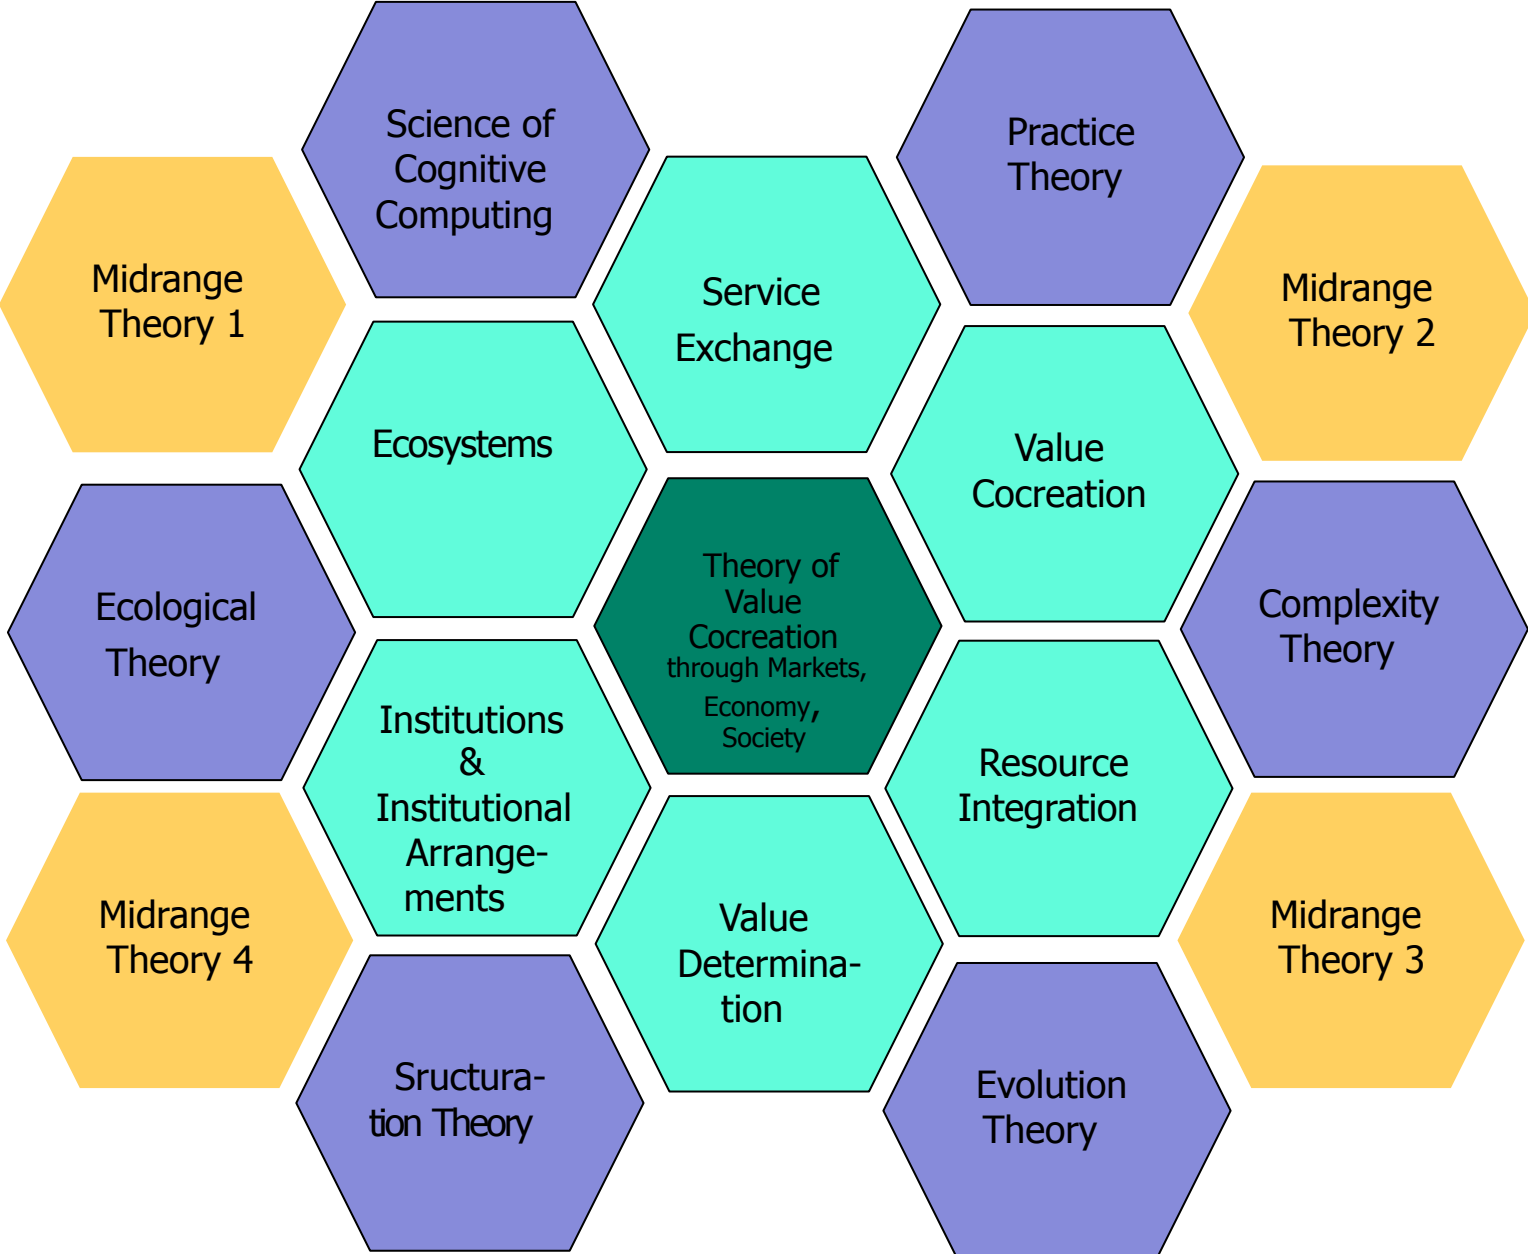 Science of
Cognitive
Computing
Practice
Theory
Midrange
Theory 1
Service
Exchange
Midrange
Theory 2
Ecosystems
Value
Cocreation
Theory of
Value
Cocreation
through Markets,
Economy,
Society
Ecological
Theory
Complexity
Theory
Institutions
&
Institutional
Arrange-
ments
Resource
Integration
Midrange
Theory 4
Value
Determina-
tion
Midrange
Theory 3
Sructura-
tion Theory
Evolution
Theory